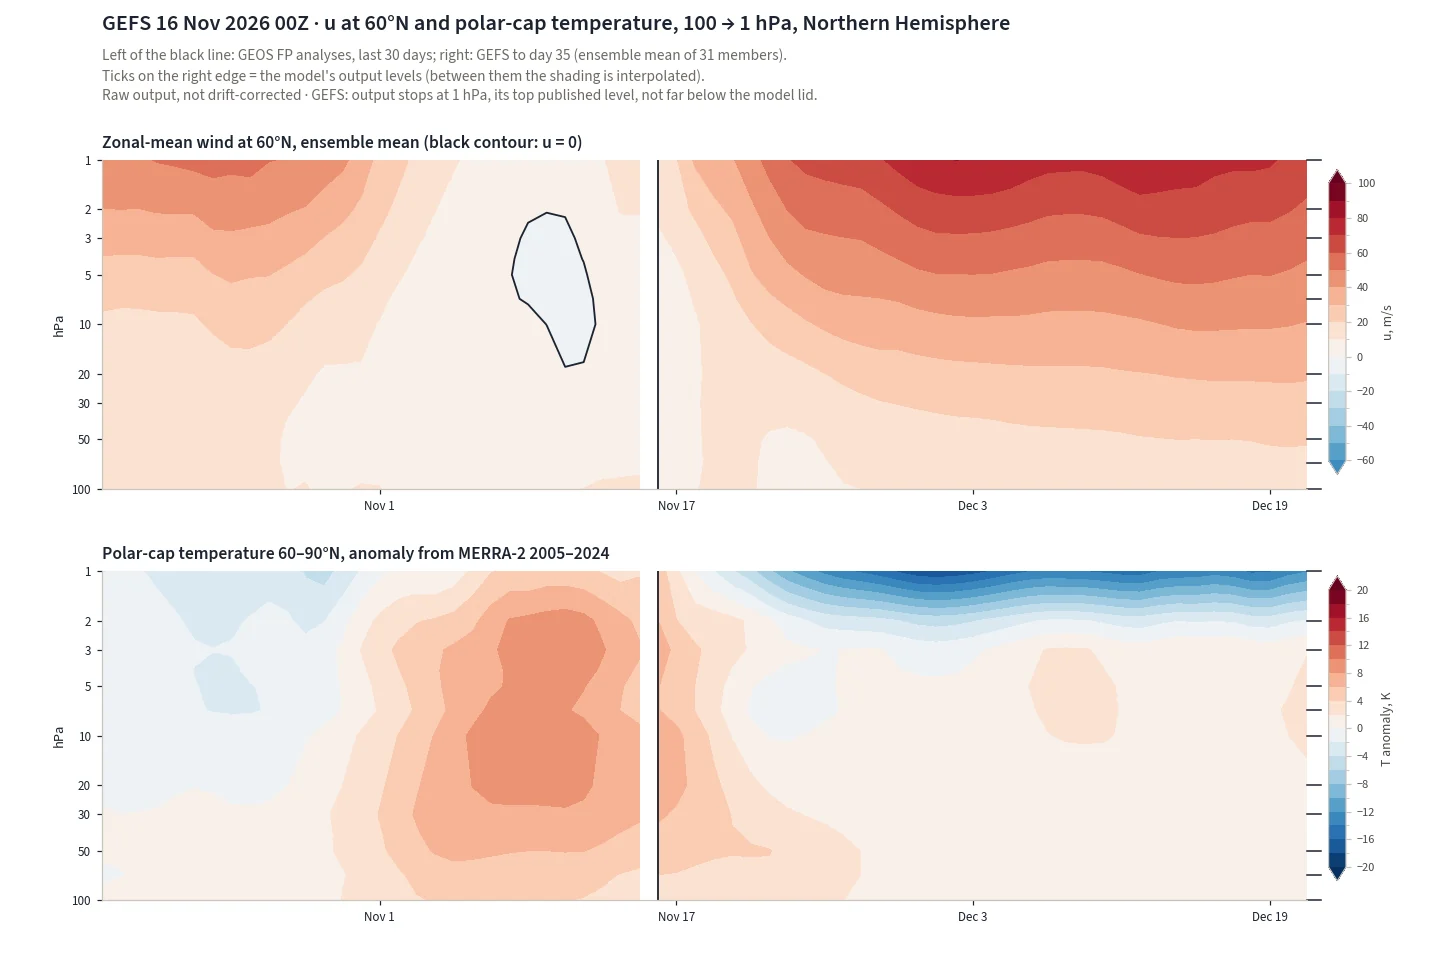 GEFS 16 Nov 2026 00Z · u at 60°N and polar-cap temperature, 100 → 1 hPa, Northern Hemisphere
Left of the black line: GEOS FP analyses, last 30 days; right: GEFS to day 35 (ensemble mean of 31 members).
Ticks on the right edge = the model's output levels (between them the shading is interpolated).
Raw output, not drift-corrected · GEFS: output stops at 1 hPa, its top published level, not far below the model lid.
Zonal-mean wind at 60°N, ensemble mean (black contour: u = 0)
1
2
3
5
10
20
30
50
100
hPa
Nov 1
Nov 17
Dec 3
Dec 19
100
80
60
40
20
0
−20
−40
−60
u, m/s
Polar-cap temperature 60–90°N, anomaly from MERRA-2 2005–2024
1
2
3
5
10
20
30
50
100
hPa
Nov 1
Nov 17
Dec 3
Dec 19
20
16
12
8
4
0
−4
−8
−12
−16
−20
T anomaly, K